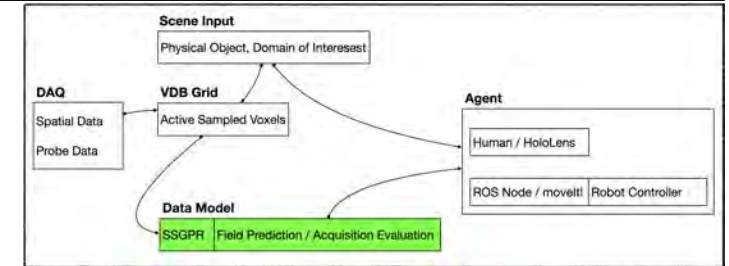 Scene Input
Physical Object, Domain of Interesest
DAQ
Spatial Data
Probe Data
VDB Grid
Active Sampled Voxels
Agent
Human / HoloLens
ROS Node / moveIt! Robot Controller
Data Model
SSGPR Field Prediction / Acquisition Evaluation